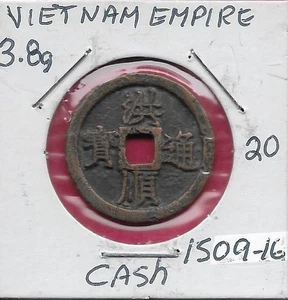 VIETNAM EMPIRE
3.8g
洪
寶 通
順
20
1509-16
CASh